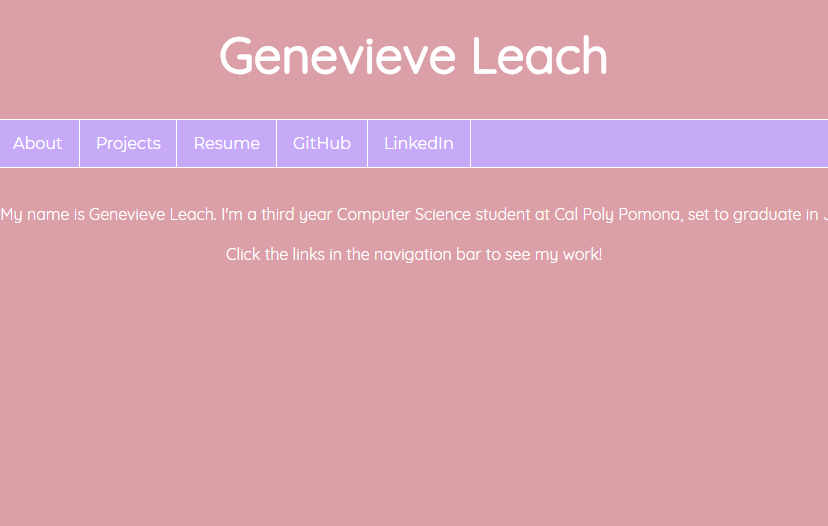 Genevieve Leach
About Projects Resume GitHub LinkedIn
My name is Genevieve Leach. I'm a third year Computer Science student at Cal Poly Pomona, set to graduate in
Click the links in the navigation bar to see my work!